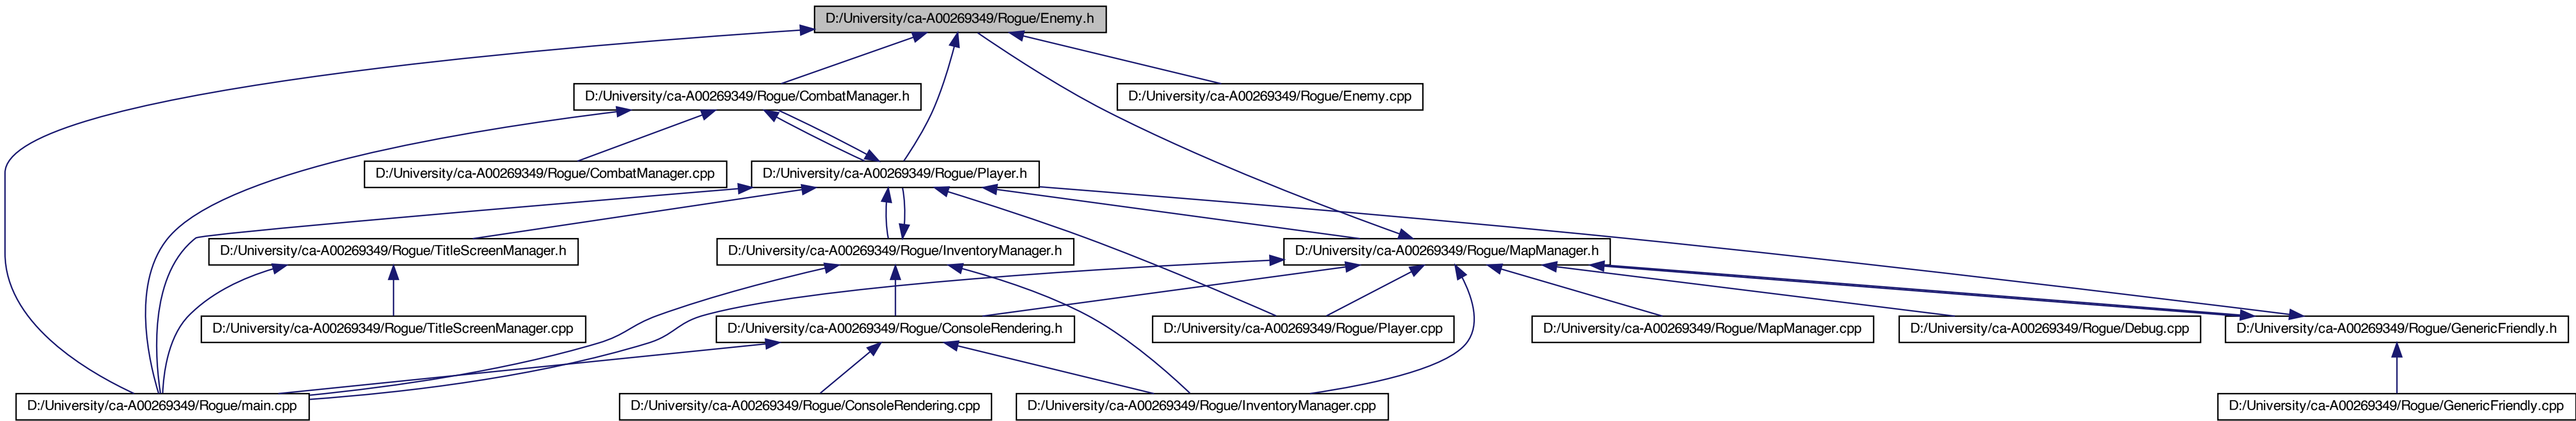 D:/University/ca-A00269349/Rogue/Enemy.h
D:/University/ca-A00269349/Rogue/CombatManager.h
D:/University/ca-A00269349/Rogue/Enemy.cpp
D:/University/ca-A00269349/Rogue/CombatManager.cpp
D:/University/ca-A00269349/Rogue/Player.h
D:/University/ca-A00269349/Rogue/TitleScreenManager.h
D:/University/ca-A00269349/Rogue/InventoryManager.h
D:/University/ca-A00269349/Rogue/MapManager.h
D:/University/ca-A00269349/Rogue/TitleScreenManager.cpp
D:/University/ca-A00269349/Rogue/ConsoleRendering.h
D:/University/ca-A00269349/Rogue/Player.cpp
D:/University/ca-A00269349/Rogue/MapManager.cpp
D:/University/ca-A00269349/Rogue/Debug.cpp
D:/University/ca-A00269349/Rogue/GenericFriendly.h
D:/University/ca-A00269349/Rogue/main.cpp
D:/University/ca-A00269349/Rogue/ConsoleRendering.cpp
D:/University/ca-A00269349/Rogue/InventoryManager.cpp
D:/University/ca-A00269349/Rogue/GenericFriendly.cpp